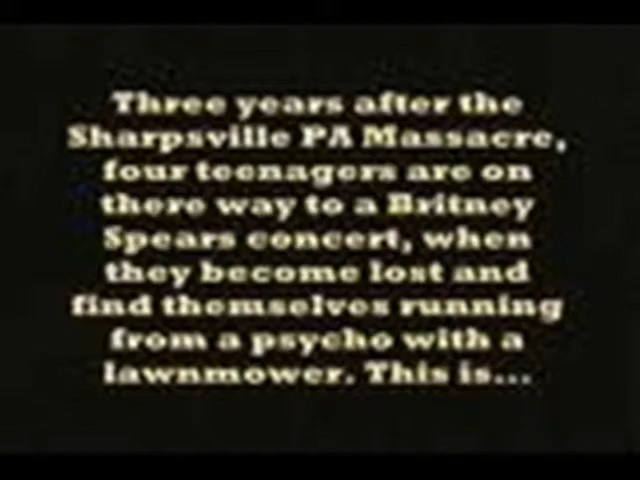 Three years after the
Sharpsville PA Massacre,
four teenagers are on
there way to a Britney
Spears concert, when
they become lost and
find themselves running
from a psycho with a
lawnmower. This is...